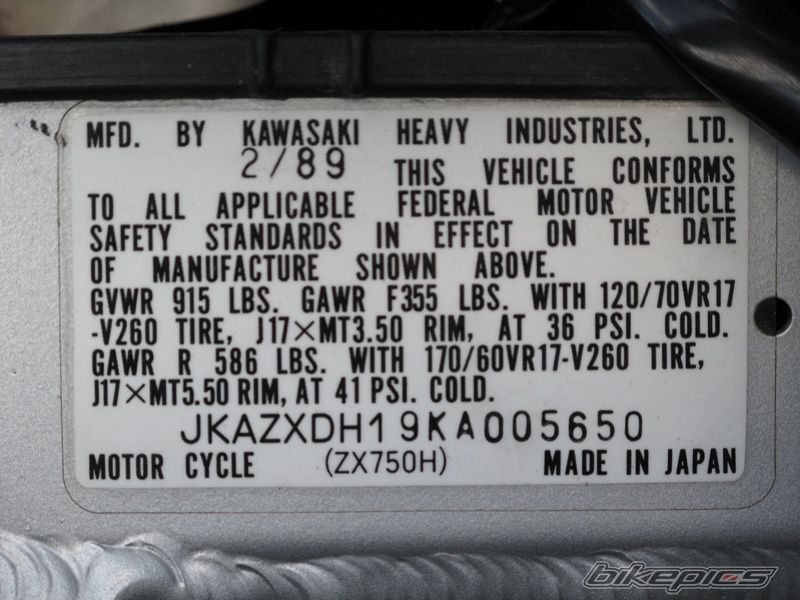 MFD. BY KAWASAKI HEAVY INDUSTRIES, LTD.
2/89 THIS VEHICLE CONFORMS
TO ALL APPLICABLE FEDERAL MOTOR VEHICLE
SAFETY STANDARDS IN EFFECT ON THE DATE
OF MANUFACTURE SHOWN ABOVE.
GVWR 915 LBS. GAWR F355 LBS. WITH 120/70VR17
-V260 TIRE, J17×MT3.50 RIM, AT 36 PSI. COLD.
GAWR R 586 LBS. WITH 170/60VR17-V260 TIRE,
J17×MT5.50 RIM, AT 41 PSI. COLD.
JKAZXDH19KA005650
MOTOR CYCLE (ZX750H) MADE IN JAPAN
bikepics